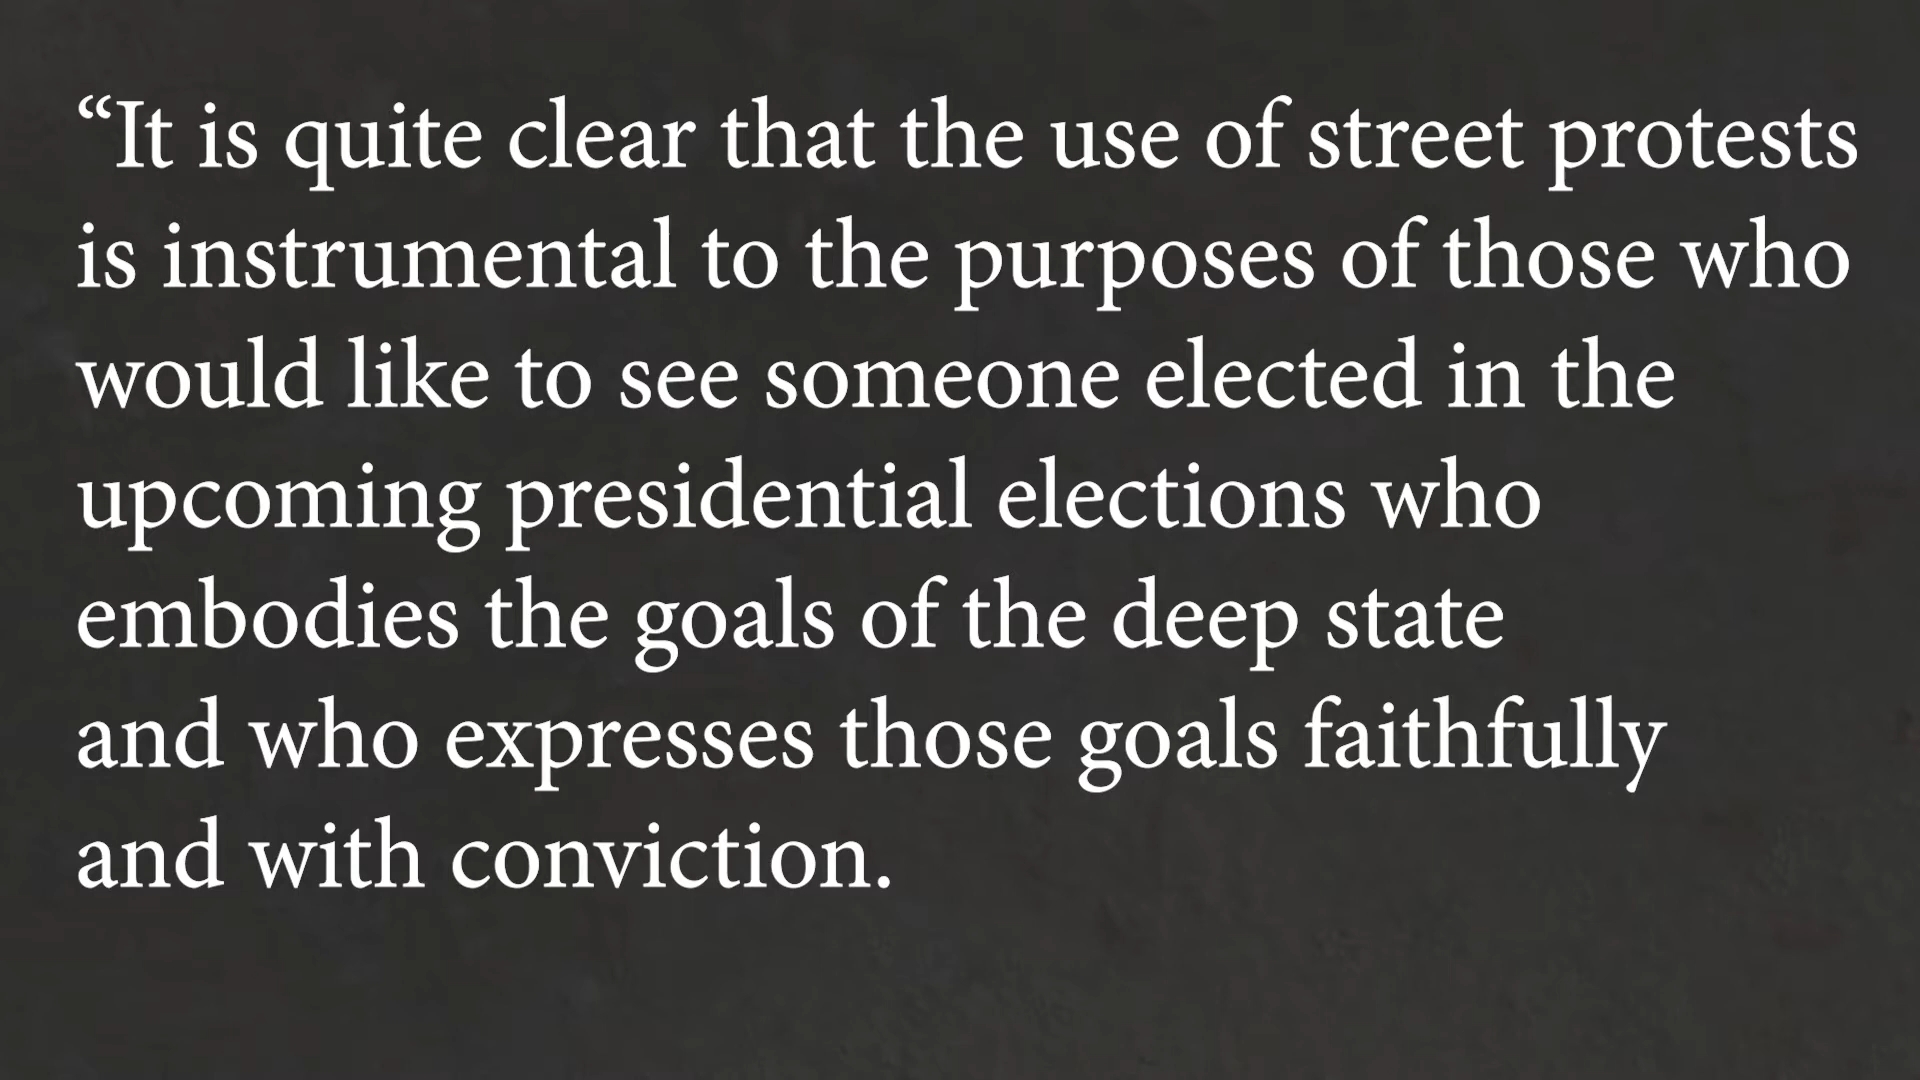 “It is quite clear that the use of street protests
is instrumental to the purposes of those who
would like to see someone elected in the
upcoming presidential elections who
embodies the goals of the deep state
and who expresses those goals faithfully
and with conviction.